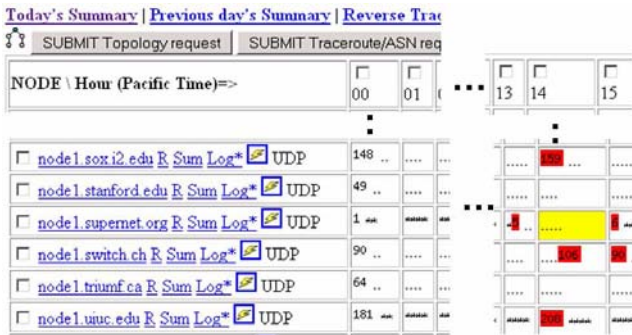 Today's Summary | Previous day's Summary | Reverse Trac
SUBMIT Topology request SUBMIT Traceroute/ASN req
NODE \ Hour (Pacific Time)=> 00 01 ... 13 14 15
node1.sox.i2.edu R Sum Log* UDP 148 .. .... ..... 159 ... ....
node1.stanford.edu R Sum Log* UDP 49 .. .... ..... .... .....
node1.supernet.org R Sum Log* UDP 1 ..... 
node1.switch.ch R Sum Log* UDP 90 .. .... ..... ....106 90
node1.triumf.ca R Sum Log* UDP 64 .. .... ..... .... .....
node1.uiuc.edu R Sum Log* UDP 181 208